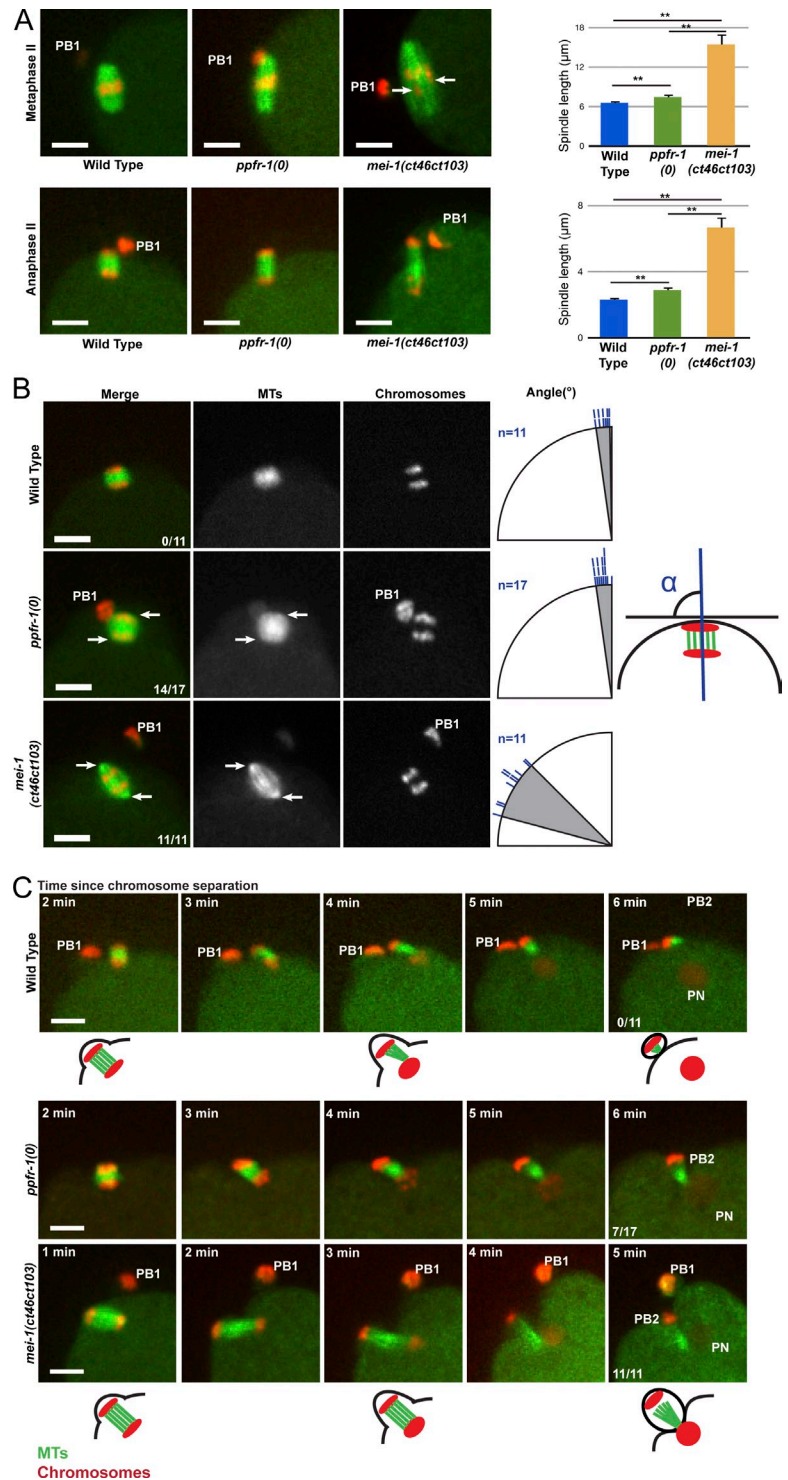 A
Metaphase II
PB1
PB1
PB1
Wild Type
ppfr-1(0)
mei-1(ct46ct103)
Spindle length (µm)
18
12
6
0
**
**
**
Wild Type
ppfr-1 (0)
mei-1 (ct46ct103)
Anaphase II
PB1
PB1
Wild Type
ppfr-1(0)
mei-1(ct46ct103)
Spindle length (µm)
8
4
0
**
**
**
Wild Type
ppfr-1 (0)
mei-1 (ct46ct103)
B
Merge
MTs
Chromosomes
Angle(°)
Wild Type
0/11
n=11
ppfr-1(0)
PB1
14/17
PB1
n=17
α
mei-1 (ct46ct103)
PB1
11/11
PB1
n=11
C
Time since chromosome separation
Wild Type
2 min
PB1
3 min
PB1
4 min
PB1
5 min
PB1
6 min
PB2
PB1
PN
0/11
ppfr-1(0)
2 min
3 min
4 min
5 min
6 min
PB2
PN
7/17
mei-1(ct46ct103)
1 min
PB1
2 min
PB1
3 min
PB1
4 min
PB1
5 min
PB1
PB2
PN
11/11
MTs
Chromosomes